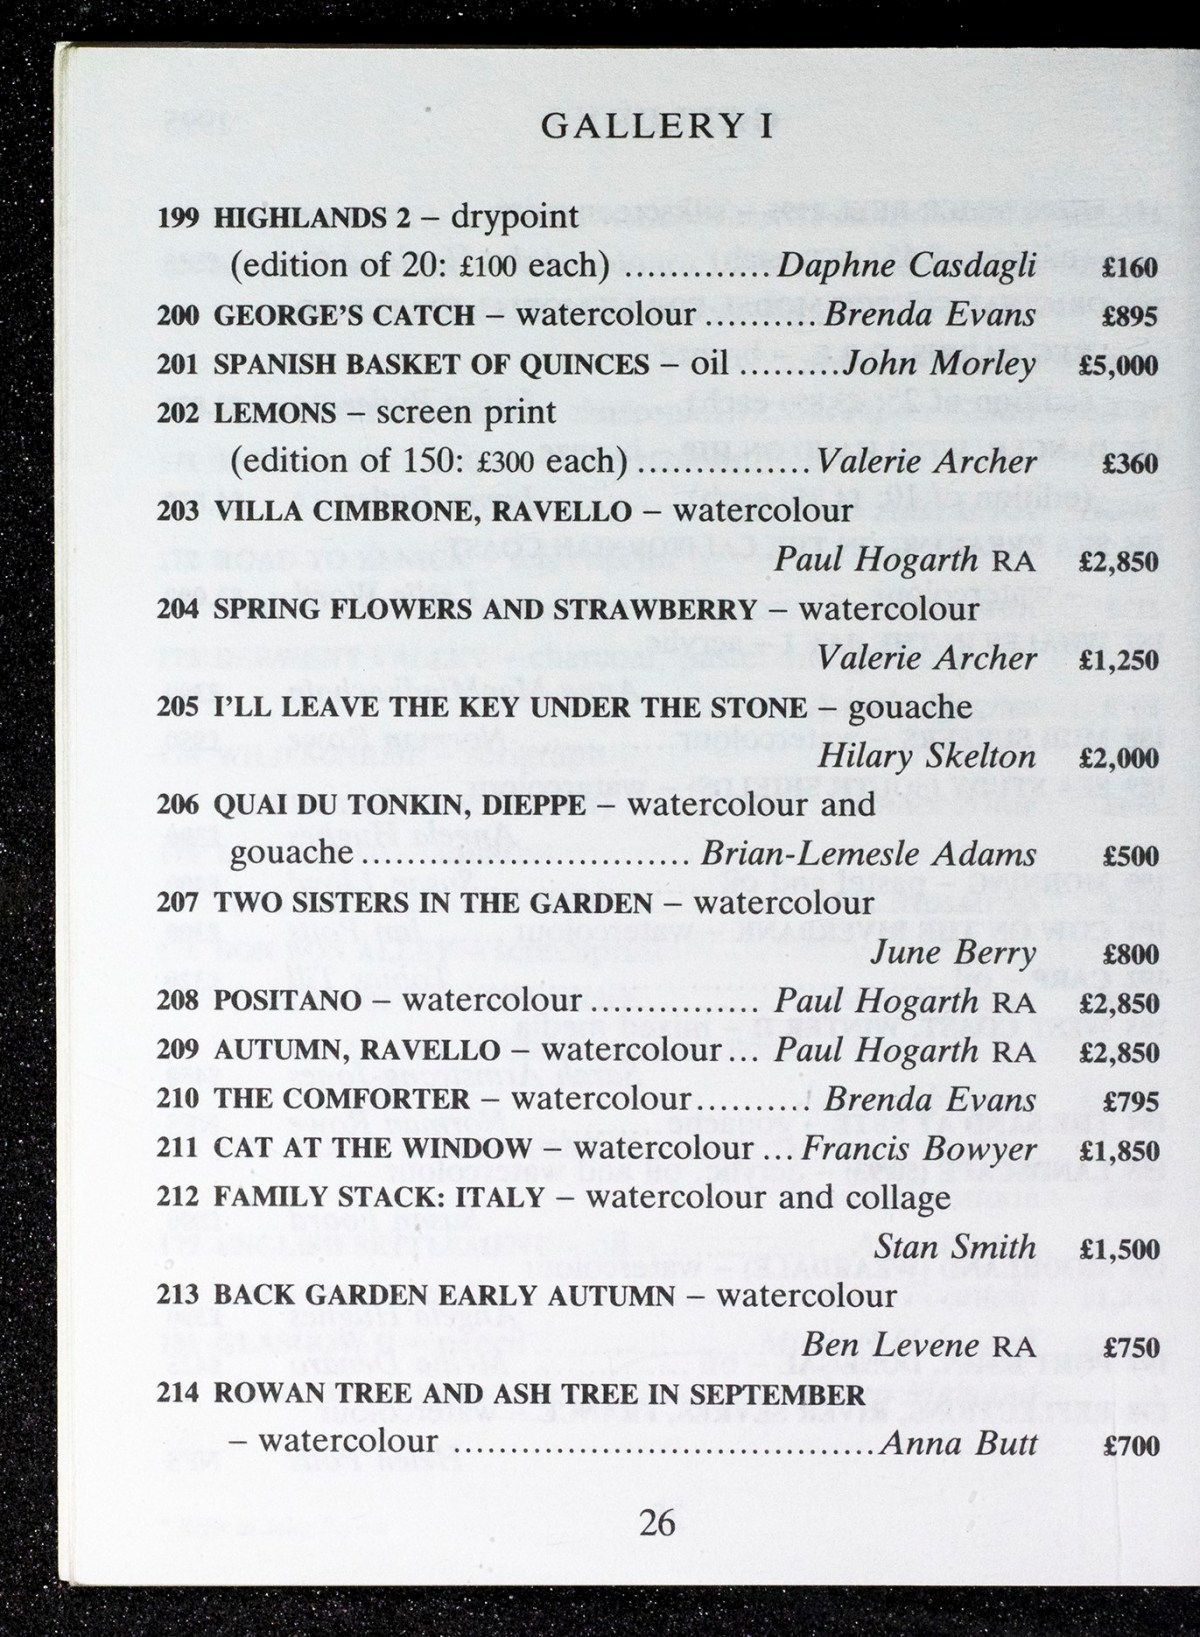 GALLERY I
199 HIGHLANDS 2 – drypoint
(edition of 20: £100 each) .............. Daphne Casdagli £160
200 GEORGE'S CATCH – watercolour .......... Brenda Evans £895
201 SPANISH BASKET OF QUINCES – oil ......... John Morley £5,000
202 LEMONS – screen print
(edition of 150: £300 each) ................ Valerie Archer £360
203 VILLA CIMBRONE, RAVELLO – watercolour
Paul Hogarth RA £2,850
204 SPRING FLOWERS AND STRAWBERRY – watercolour
Valerie Archer £1,250
205 I'LL LEAVE THE KEY UNDER THE STONE – gouache
Hilary Skelton £2,000
206 QUAI DU TONKIN, DIEPPE – watercolour and
gouache ............................... Brian-Lemesle Adams £500
207 TWO SISTERS IN THE GARDEN – watercolour
June Berry £800
208 POSITANO – watercolour ................ Paul Hogarth RA £2,850
209 AUTUMN, RAVELLO – watercolour ... Paul Hogarth RA £2,850
210 THE COMFORTER – watercolour ........... Brenda Evans £795
211 CAT AT THE WINDOW – watercolour ... Francis Bowyer £1,850
212 FAMILY STACK: ITALY – watercolour and collage
Stan Smith £1,500
213 BACK GARDEN EARLY AUTUMN – watercolour
Ben Levene RA £750
214 ROWAN TREE AND ASH TREE IN SEPTEMBER
– watercolour ........................................ Anna Butt £700
26